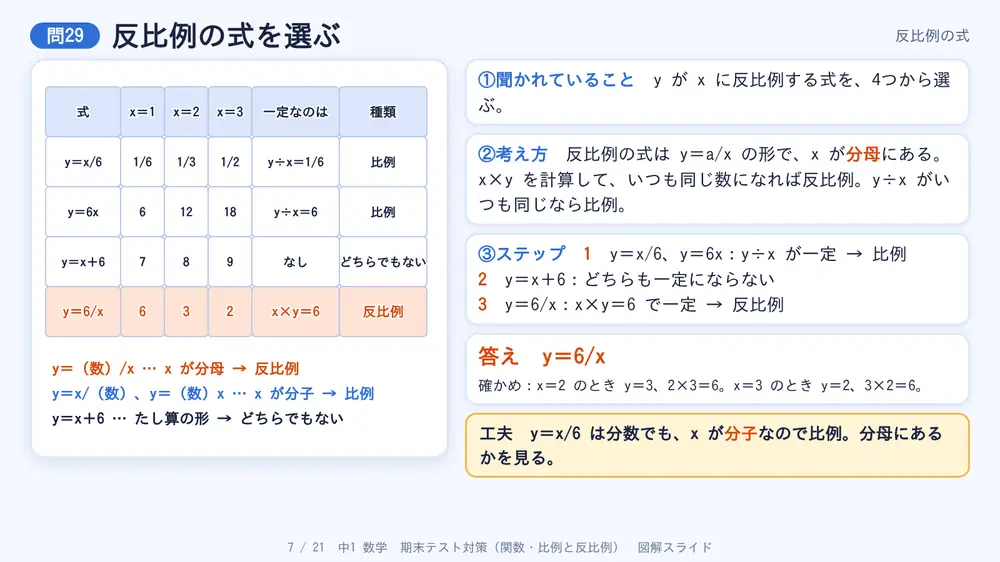 問29 反比例の式を選ぶ
反比例の式
式 x＝1 x＝2 x＝3 一定なのは 種類
y＝x/6 1/6 1/3 1/2 y÷x＝1/6 比例
y＝6x 6 12 18 y÷x＝6 比例
y＝x＋6 7 8 9 なし どちらでもない
y＝6/x 6 3 2 x×y＝6 反比例
y＝（数）/x … x が分母 → 反比例
y＝x/（数）、y＝（数）x … x が分子 → 比例
y＝x＋6 … たし算の形 → どちらでもない
①聞かれていること y が x に反比例する式を、4つから選
ぶ。
②考え方 反比例の式は y＝a/x の形で、x が分母にある。
x×y を計算して、いつも同じ数になれば反比例。y÷x がい
つも同じなら比例。
③ステップ 1 y＝x/6、y＝6x：y÷x が一定 → 比例
2 y＝x＋6：どちらも一定にならない
3 y＝6/x：x×y＝6 で一定 → 反比例
答え y＝6/x
確かめ：x＝2 のとき y＝3、2×3＝6。x＝3 のとき y＝2、3×2＝6。
工夫 y＝x/6 は分数でも、x が分子なので比例。分母にある
かを見る。
7 / 21 中1 数学 期末テスト対策（関数・比例と反比例） 図解スライド